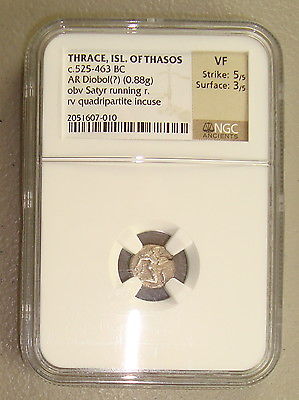 THRACE, ISL. OF THASOS
c.525-463 BC
AR Diobol(?) (0.88g)
obv Satyr running r.
rv quadripartite incuse
2051607-010
VF
Strike: 5/5
Surface: 3/5
NGC
ANCIENTS